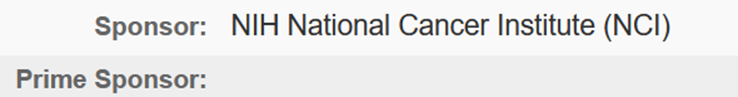 Sponsor: NIH National Cancer Institute (NCI)
Prime Sponsor: